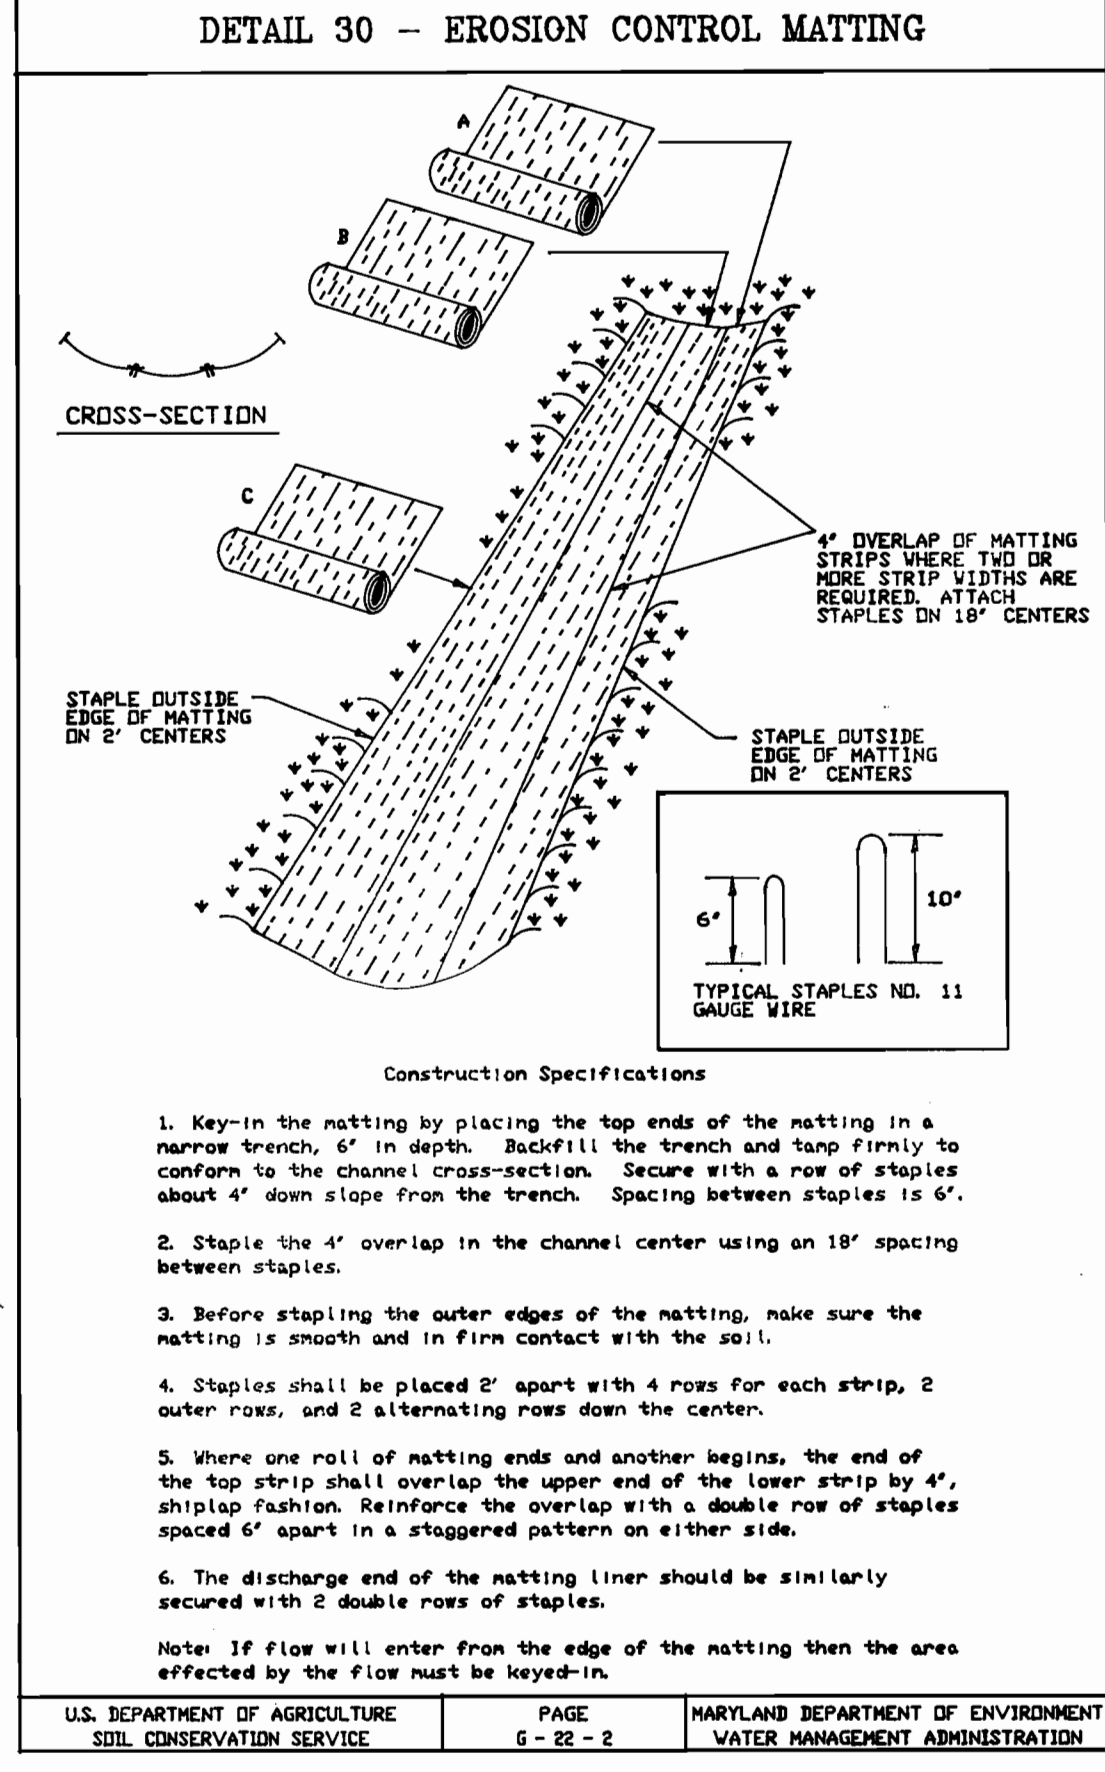 DETAIL 30 - EROSION CONTROL MATTING
A
B
CROSS-SECTION
C
4" OVERLAP OF MATTING
STRIPS WHERE TWO OR
MORE STRIP WIDTHS ARE
REQUIRED. ATTACH
STAPLES ON 18" CENTERS
STAPLE OUTSIDE
EDGE OF MATTING
ON 2' CENTERS
STAPLE OUTSIDE
EDGE OF MATTING
ON 2' CENTERS
6"
10"
TYPICAL STAPLES NO. 11
GAUGE WIRE
Construction Specifications
1. Key-in the matting by placing the top ends of the matting in a
narrow trench, 6" in depth. Backfill the trench and tamp firmly to
conform to the channel cross-section. Secure with a row of staples
about 4" down slope from the trench. Spacing between staples is 6".
2. Staple the 4" overlap in the channel center using an 18" spacing
between staples.
3. Before stapling the outer edges of the matting, make sure the
matting is smooth and in firm contact with the soil.
4. Staples shall be placed 2' apart with 4 rows for each strip, 2
outer rows, and 2 alternating rows down the center.
5. Where one roll of matting ends and another begins, the end of
the top strip shall overlap the upper end of the lower strip by 4",
shiplap fashion. Reinforce the overlap with a double row of staples
spaced 6" apart in a staggered pattern on either side.
6. The discharge end of the matting liner should be similarly
secured with 2 double rows of staples.
Note: If flow will enter from the edge of the matting then the area
effected by the flow must be keyed-in.
U.S. DEPARTMENT OF AGRICULTURE
SOIL CONSERVATION SERVICE
PAGE
G - 22 - 2
MARYLAND DEPARTMENT OF ENVIRONMENT
WATER MANAGEMENT ADMINISTRATION